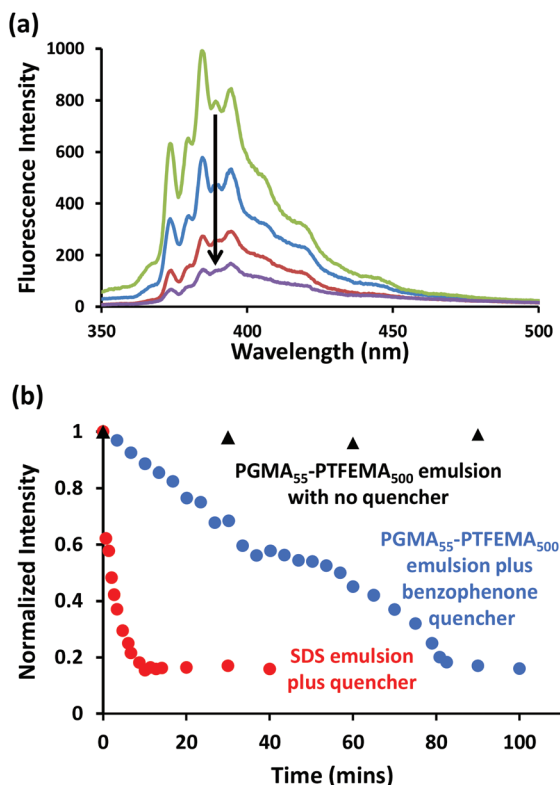 (a)
Fluorescence Intensity
1000
800
600
400
200
0
350
400
450
500
Wavelength (nm)
(b)
Normalized Intensity
1
0.8
0.6
0.4
0.2
0
PGMA₅₅-PTFEMA₅₀₀ emulsion
with no quencher
PGMA₅₅-PTFEMA₅₀₀
emulsion plus
benzophenone
quencher
SDS emulsion
plus quencher
0
20
40
60
80
100
Time (mins)